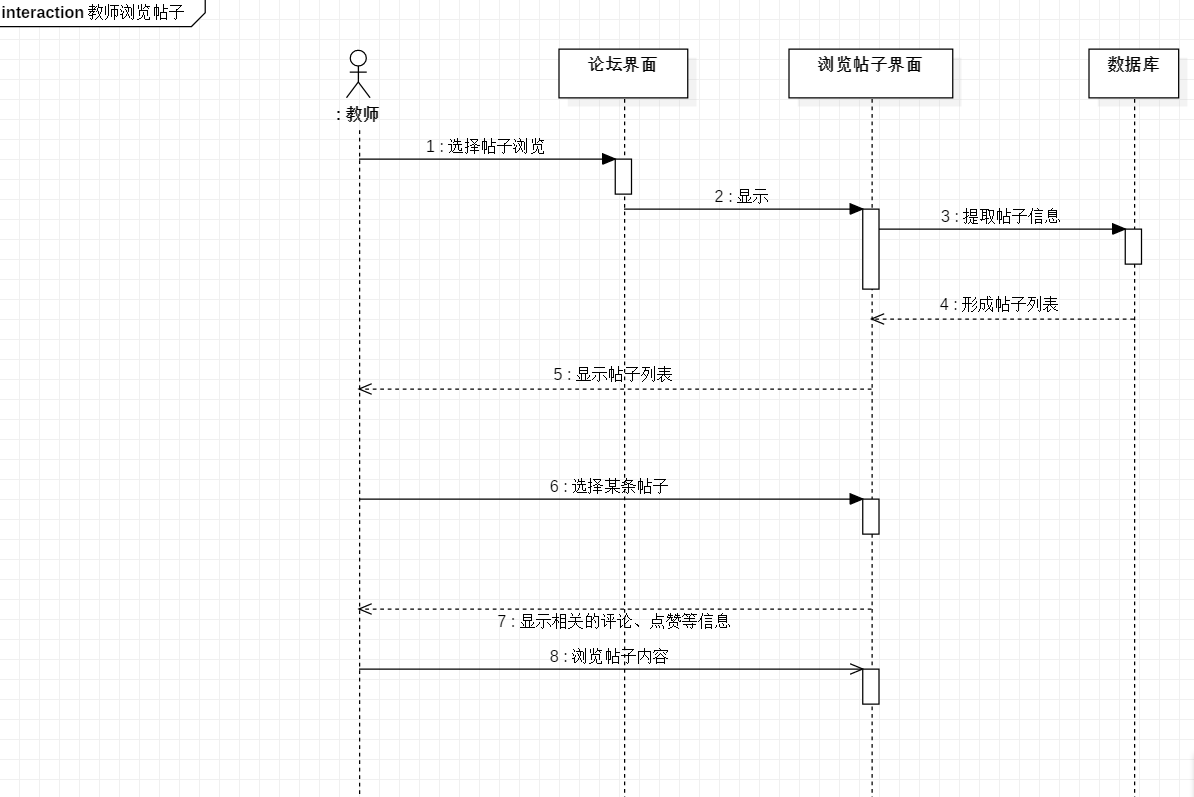 interaction 教师浏览帖子
论坛界面
浏览帖子界面
数据库
: 教师
1 : 选择帖子浏览
2 : 显示
3 : 提取帖子信息
4 : 形成帖子列表
5 : 显示帖子列表
6 : 选择某条帖子
7 : 显示相关的评论、点赞等信息
8 : 浏览帖子内容